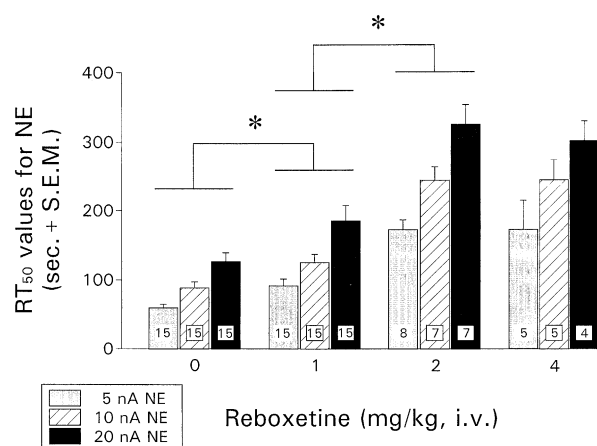 *
*
400
300
200
100
0
RT50 values for NE
(sec. + S.E.M.)
15 15 15 15 15 15 8 7 7 5 5 4
0 1 2 4
Reboxetine (mg/kg, i.v.)
5 nA NE
10 nA NE
20 nA NE